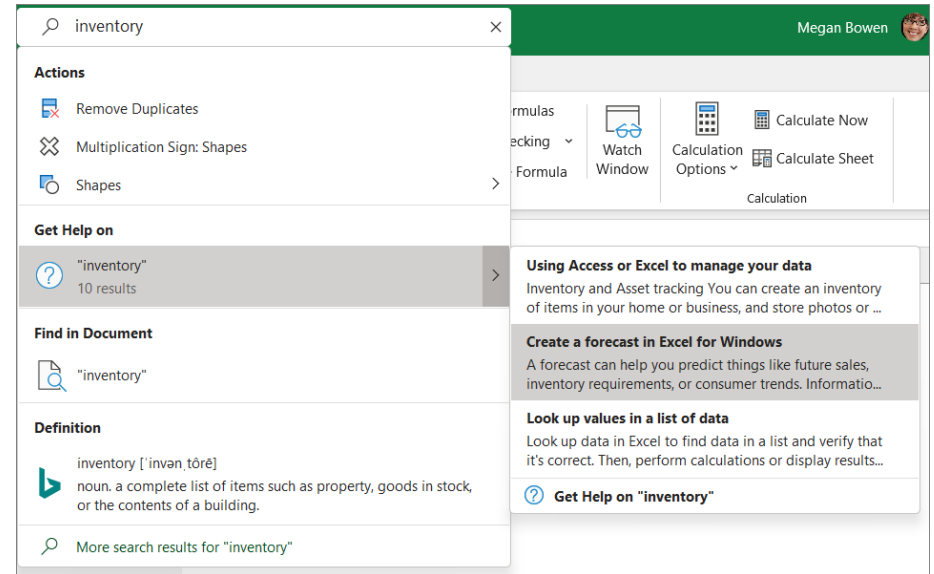 inventory
Megan Bowen
Actions
Remove Duplicates
Multiplication Sign: Shapes
Shapes
Get Help on
"inventory"
10 results
Find in Document
"inventory"
Definition
inventory [ˈinvənˌtôrē]
noun. a complete list of items such as property, goods in stock,
or the contents of a building.
More search results for "inventory"
Formula
Watch
Window
Calculation
Options
Calculate Now
Calculate Sheet
Calculation
Using Access or Excel to manage your data
Inventory and Asset tracking You can create an inventory
of items in your home or business, and store photos or ...
Create a forecast in Excel for Windows
A forecast can help you predict things like future sales,
inventory requirements, or consumer trends. Informatio...
Look up values in a list of data
Look up data in Excel to find data in a list and verify that
it's correct. Then, perform calculations or display results...
Get Help on "inventory"